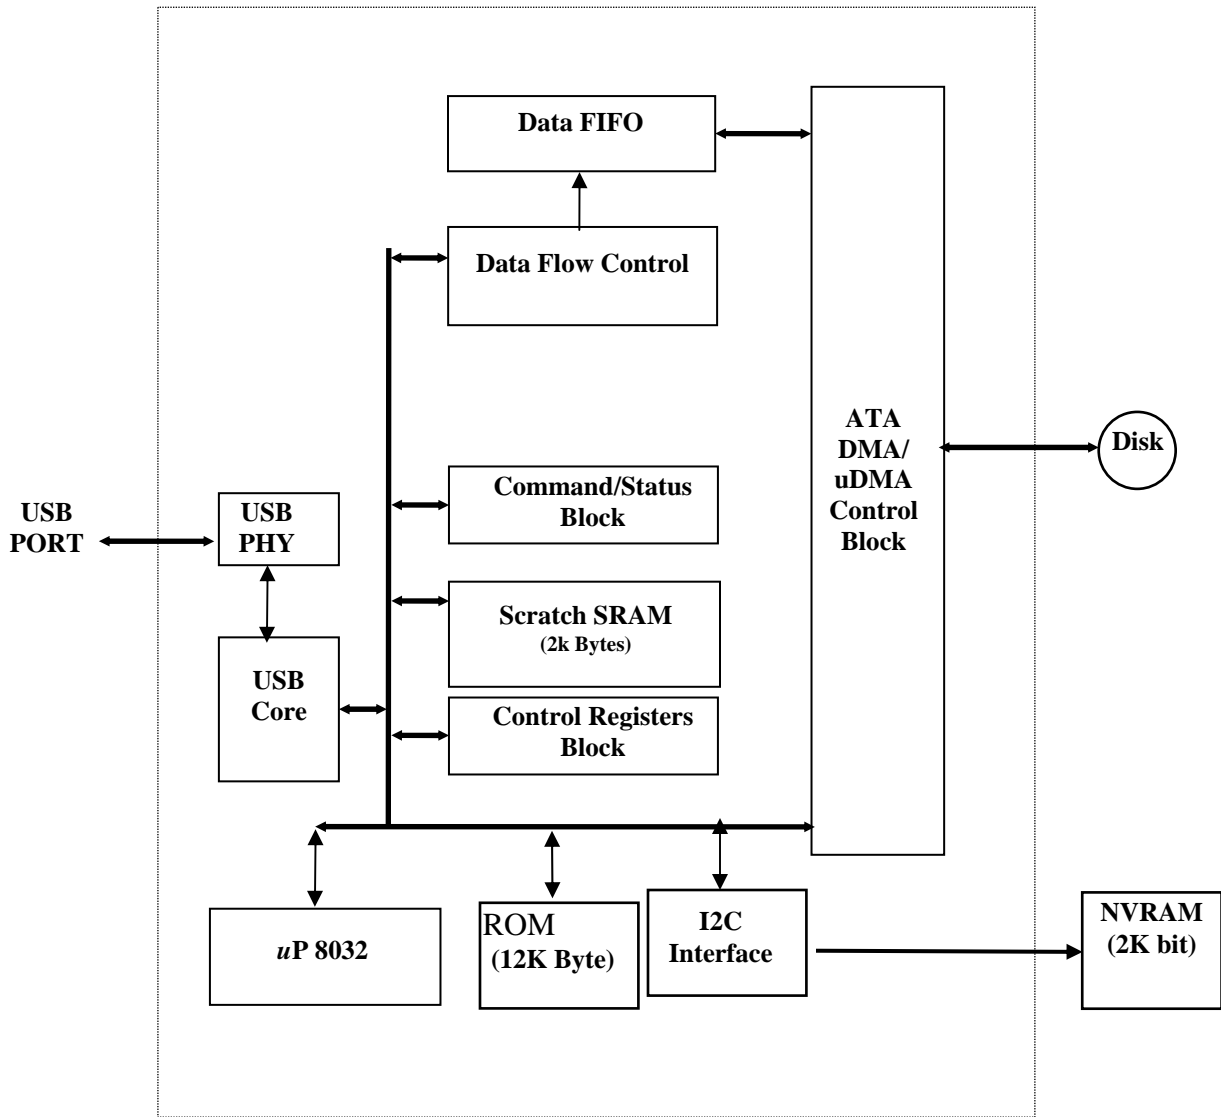 Data FIFO
Data Flow Control
ATA
DMA/
uDMA
Control
Block
Disk
Command/Status
Block
USB
PORT
USB
PHY
Scratch SRAM
(2k Bytes)
USB
Core
Control Registers
Block
uP 8032
ROM
(12K Byte)
I2C
Interface
NVRAM
(2K bit)